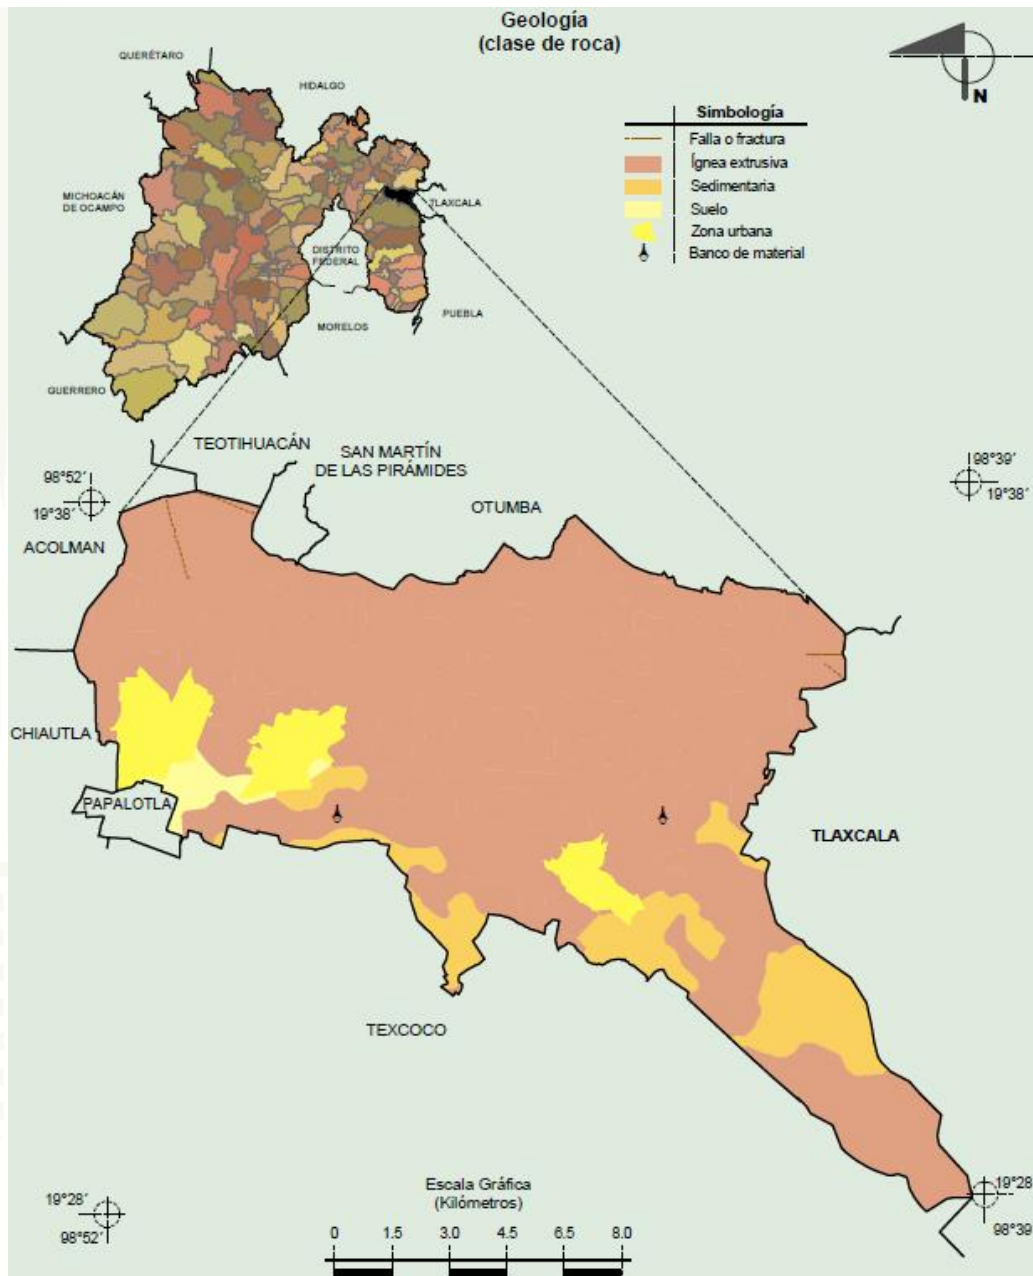 Geología
(clase de roca)
QUERÉTARO
HIDALGO
MICHOACÁN
DE OCAMPO
TLAXCALA
DISTRITO
FEDERAL
PUEBLA
MORELOS
GUERRERO
N
Simbología
Falla o fractura
Ígnea extrusiva
Sedimentaria
Suelo
Zona urbana
Banco de material
TEOTIHUACÁN
SAN MARTÍN
DE LAS PIRÁMIDES
OTUMBA
98°52´
19°38´
98°39´
19°38´
ACOLMAN
CHIAUTLA
PAPALOTLA
TLAXCALA
TEXCOCO
19°28´
98°52´
Escala Gráfica
(Kilómetros)
0 1.5 3.0 4.5 6.5 8.0
19°28´
98°39